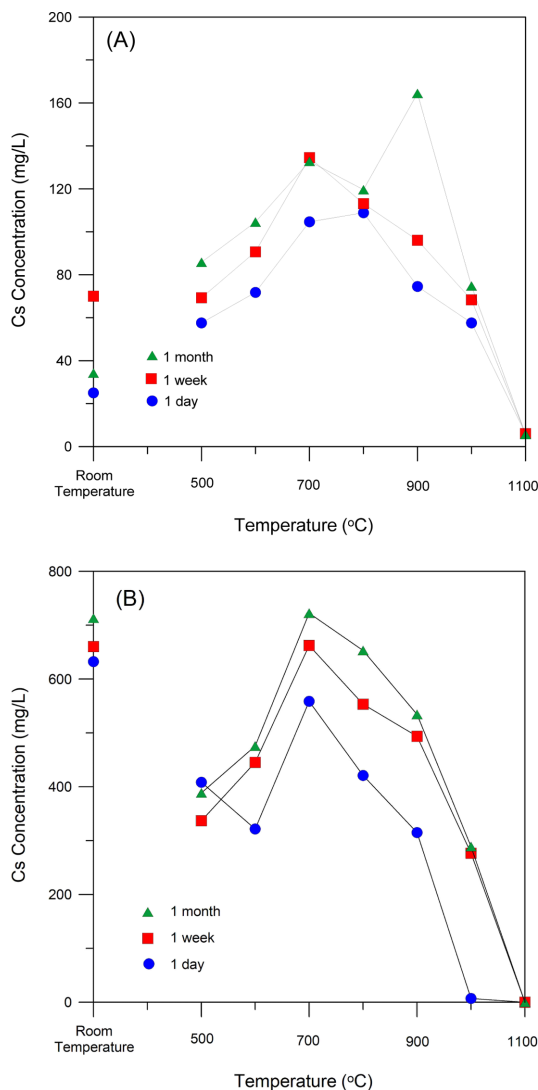 (A)
200
160
120
80
40
0
Cs Concentration (mg/L)
1 month
1 week
1 day
Room
Temperature
500
700
900
1100
Temperature (°C)
(B)
800
600
400
200
0
Cs Concentration (mg/L)
1 month
1 week
1 day
Room
Temperature
500
700
900
1100
Temperature (°C)